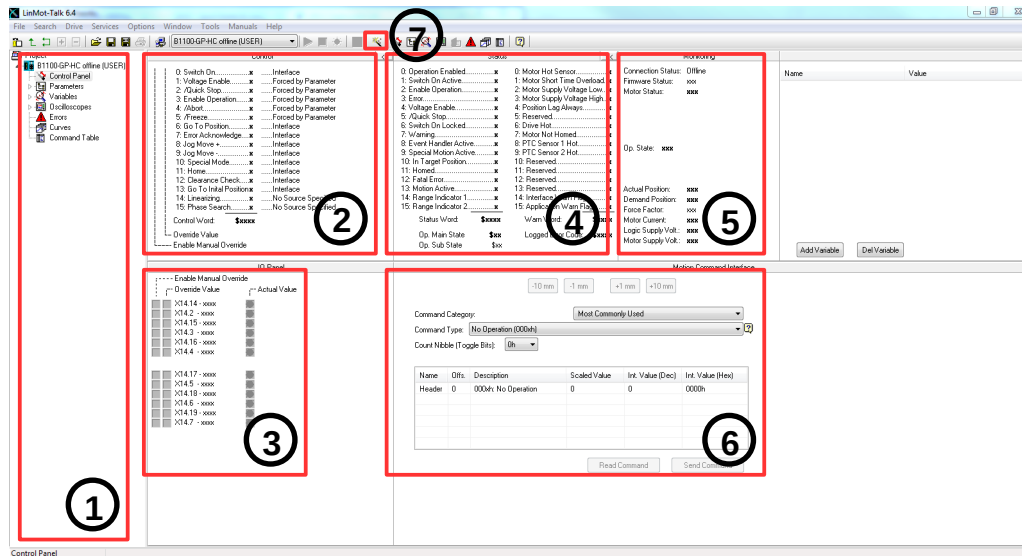 LinMot-Talk 6.4
File Search Drive Services Options Window Tools Manuals Help
B1100-GP-HC offline (USER)
7
Project
B1100-GP-HC offline (USER)
Control Panel
Parameters
Variables
Oscilloscopes
Errors
Curves
Command Table
1
Control
0: Switch On..............x ......Interface
1: Voltage Enable.........x ......Forced by Parameter
2: /Quick Stop............x ......Forced by Parameter
3: Enable Operation.......x ......Forced by Parameter
4: /Abort.................x ......Forced by Parameter
5: /Freeze................x ......Forced by Parameter
6: Go To Position.........x ......Interface
7: Error Acknowledge...x ......Interface
8: Jog Move +.............x ......Interface
9: Jog Move -.............x ......Interface
10: Special Mode..........x ......Interface
11: Home..................x ......Interface
12: Clearance Check.....x ......Interface
13: Go To Inital Position x ......Interface
14: Linearizing...........x ......No Source Specified
15: Phase Search..........x ......No Source Specified
Control Word: $xxxx
Override Value
Enable Manual Override
2
Status
0: Operation Enabled......x 0: Motor Hot Sensor.........x
1: Switch On Active.......x 1: Motor Short Time Overload x
2: Enable Operation.......x 2: Motor Supply Voltage Low..x
3: Error..................x 3: Motor Supply Voltage High.x
4: Voltage Enable.........x 4: Position Lag Always......x
5: /Quick Stop............x 5: Reserved.................x
6: Switch On Locked.......x 6: Drive Hot................x
7: Warning................x 7: Motor Not Homed..........x
8: Event Handler Active...x 8: PTC Sensor 1 Hot.........x
9: Special Motion Active..x 9: PTC Sensor 2 Hot.........x
10: In Target Position....x 10: Reserved................x
11: Homed.................x 11: Reserved................x
12: Fatal Error...........x 12: Reserved................x
13: Motion Active.........x 13: Reserved................x
14: Range Indicator 1.....x 14: Interface Warn Flag.....x
15: Range Indicator 2.....x 15: Application Warn Flag...x
Status Word: $xxxx Warn Word: $xxxx
Op. Main State $xx Logged Error Code: $xxxx
Op. Sub State $xx
4
Monitoring
Connection Status: Offline
Firmware Status: xxx
Motor Status: xxx
Op. State: xxx
Actual Position: xxx
Demand Position: xxx
Force Factor: xxx
Motor Current: xxx
Logic Supply Volt.: xxx
Motor Supply Volt.: xxx
5
Name Value
Add Variable Del Variable
IO Panel
Enable Manual Override
Override Value Actual Value
X14.14 - xxxx
X14.2 - xxxx
X14.15 - xxxx
X14.3 - xxxx
X14.16 - xxxx
X14.4 - xxxx
X14.17 - xxxx
X14.5 - xxxx
X14.18 - xxxx
X14.6 - xxxx
X14.19 - xxxx
X14.7 - xxxx
3
Motion Command Interface
-10 mm -1 mm +1 mm +10 mm
Command Category: Most Commonly Used
Command Type: No Operation (000xh)
Count Nibble (Toggle Bits): 0h
Name Offs. Description Scaled Value Int. Value (Dec) Int. Value (Hex)
Header 0 000xh: No Operation 0 0 0000h
Read Command Send Command
6
Control Panel